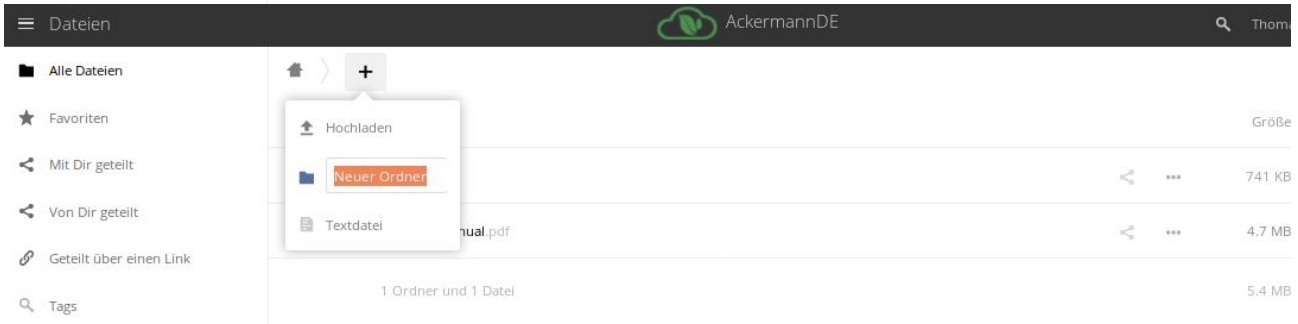 Dateien AckermannDE Thoma
Alle Dateien
+
Favoriten
Hochladen
Größe
Mit Dir geteilt
Neuer Ordner
741 KB
Von Dir geteilt
Textdatei
nual.pdf
4.7 MB
Geteilt über einen Link
1 Ordner und 1 Datei
5.4 MB
Tags